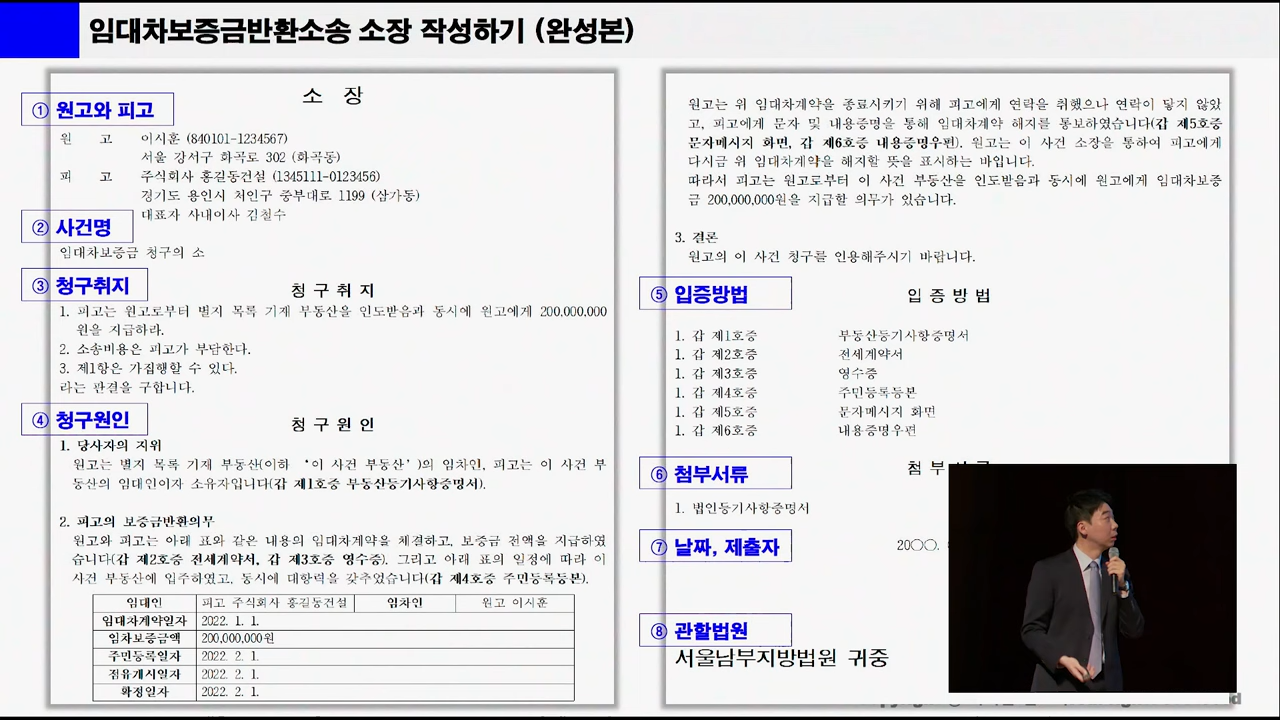 임대차보증금반환소송 소장 작성하기 (완성본)
소 장
① 원고와 피고
원 고 이시훈 (840101-1234567)
서울 강서구 화곡로 302 (화곡동)
피 고 주식회사 홍길동건설 (1345111-0123456)
경기도 용인시 처인구 중부대로 1199 (삼가동)
대표자 사내이사 김철수
② 사건명
임대차보증금 청구의 소
③ 청구취지
청 구 취 지
1. 피고는 원고로부터 별지 목록 기재 부동산을 인도받음과 동시에 원고에게 200,000,000
원을 지급하라.
2. 소송비용은 피고가 부담한다.
3. 제1항은 가집행할 수 있다.
라는 판결을 구합니다.
④ 청구원인
청 구 원 인
1. 당사자의 지위
원고는 별지 목록 기재 부동산(이하 ‘이 사건 부동산’)의 임차인, 피고는 이 사건 부
동산의 임대인이자 소유자입니다(갑 제1호증 부동산등기사항증명서).
2. 피고의 보증금반환의무
원고와 피고는 아래 표와 같은 내용의 임대차계약을 체결하고, 보증금 전액을 지급하였
습니다(갑 제2호증 전세계약서, 갑 제3호증 영수증). 그리고 아래 표의 일정에 따라 이
사건 부동산에 입주하였고, 동시에 대항력을 갖추었습니다(갑 제4호증 주민등록등본).
임대인 피고 주식회사 홍길동건설 임차인 원고 이시훈
임대차계약일자 2022. 1. 1.
임차보증금액 200,000,000원
주민등록일자 2022. 2. 1.
점유개시일자 2022. 2. 1.
확정일자 2022. 2. 1.
원고는 위 임대차계약을 종료시키기 위해 피고에게 연락을 취했으나 연락이 닿지 않았
고, 피고에게 문자 및 내용증명을 통해 임대차계약 해지를 통보하였습니다(갑 제5호증
문자메시지 화면, 갑 제6호증 내용증명우편). 원고는 이 사건 소장을 통하여 피고에게
다시금 위 임대차계약을 해지할 뜻을 표시하는 바입니다.
따라서 피고는 원고로부터 이 사건 부동산을 인도받음과 동시에 원고에게 임대차보증
금 200,000,000원을 지급할 의무가 있습니다.
3. 결론
원고의 이 사건 청구를 인용해주시기 바랍니다.
⑤ 입증방법
입 증 방 법
1. 갑 제1호증 부동산등기사항증명서
1. 갑 제2호증 전세계약서
1. 갑 제3호증 영수증
1. 갑 제4호증 주민등록등본
1. 갑 제5호증 문자메시지 화면
1. 갑 제6호증 내용증명우편
⑥ 첨부서류
첨 부
1. 법인등기사항증명서
⑦ 날짜, 제출자
20○○.
⑧ 관할법원
서울남부지방법원 귀중